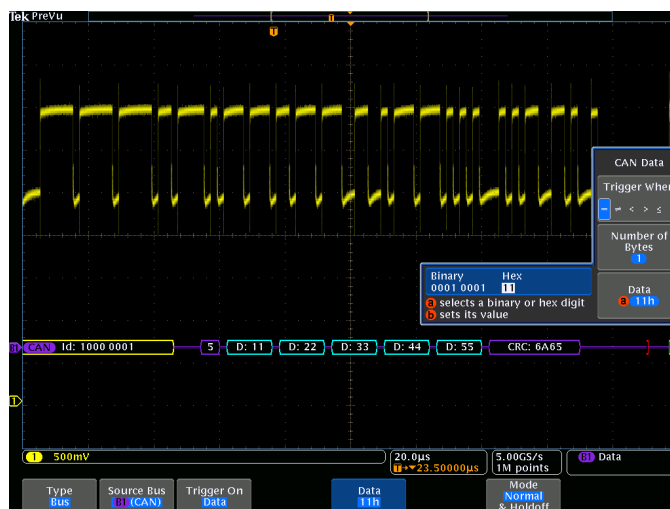 Tek PreVu
T
T
CAN Data
Trigger When
= ≠ < > ≤
Number of
Bytes
1
Binary Hex
0001 0001 11
a selects a binary or hex digit
b sets its value
Data
a 11h
B1 CAN Id: 1000 0001 5 D: 11 D: 22 D: 33 D: 44 D: 55 CRC: 6A65
1
1 500mV
20.0µs
T→▼23.50000µs
5.00GS/s
1M points
B1 Data
Type
Bus
Source Bus
B1 (CAN)
Trigger On
Data
Data
11h
Mode
Normal
& Holdoff